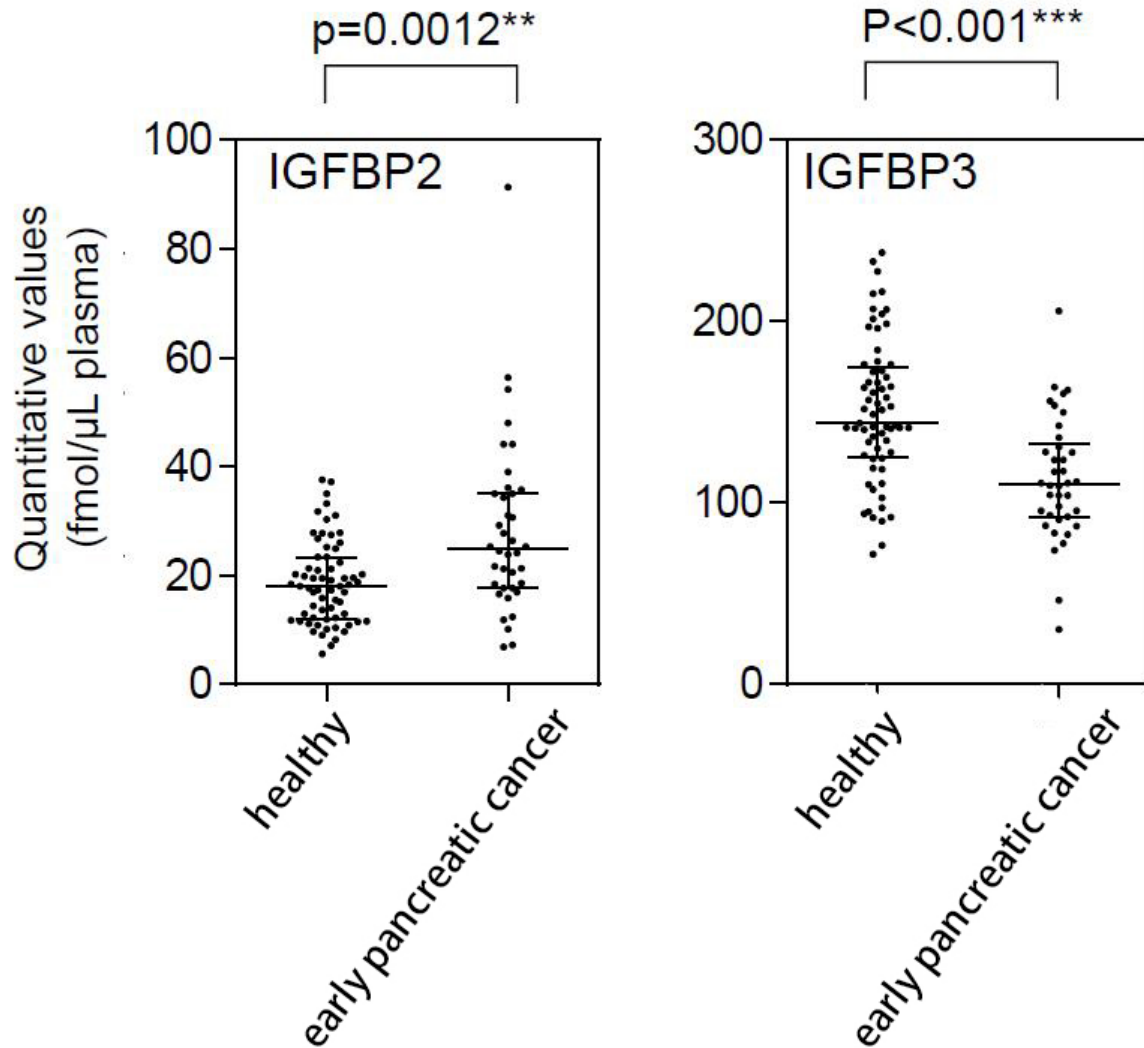 p=0.0012**
P<0.001***
Quantitative values
(fmol/µL plasma)
IGFBP2
100
80
60
40
20
0
healthy
early pancreatic cancer
IGFBP3
300
200
100
0
healthy
early pancreatic cancer